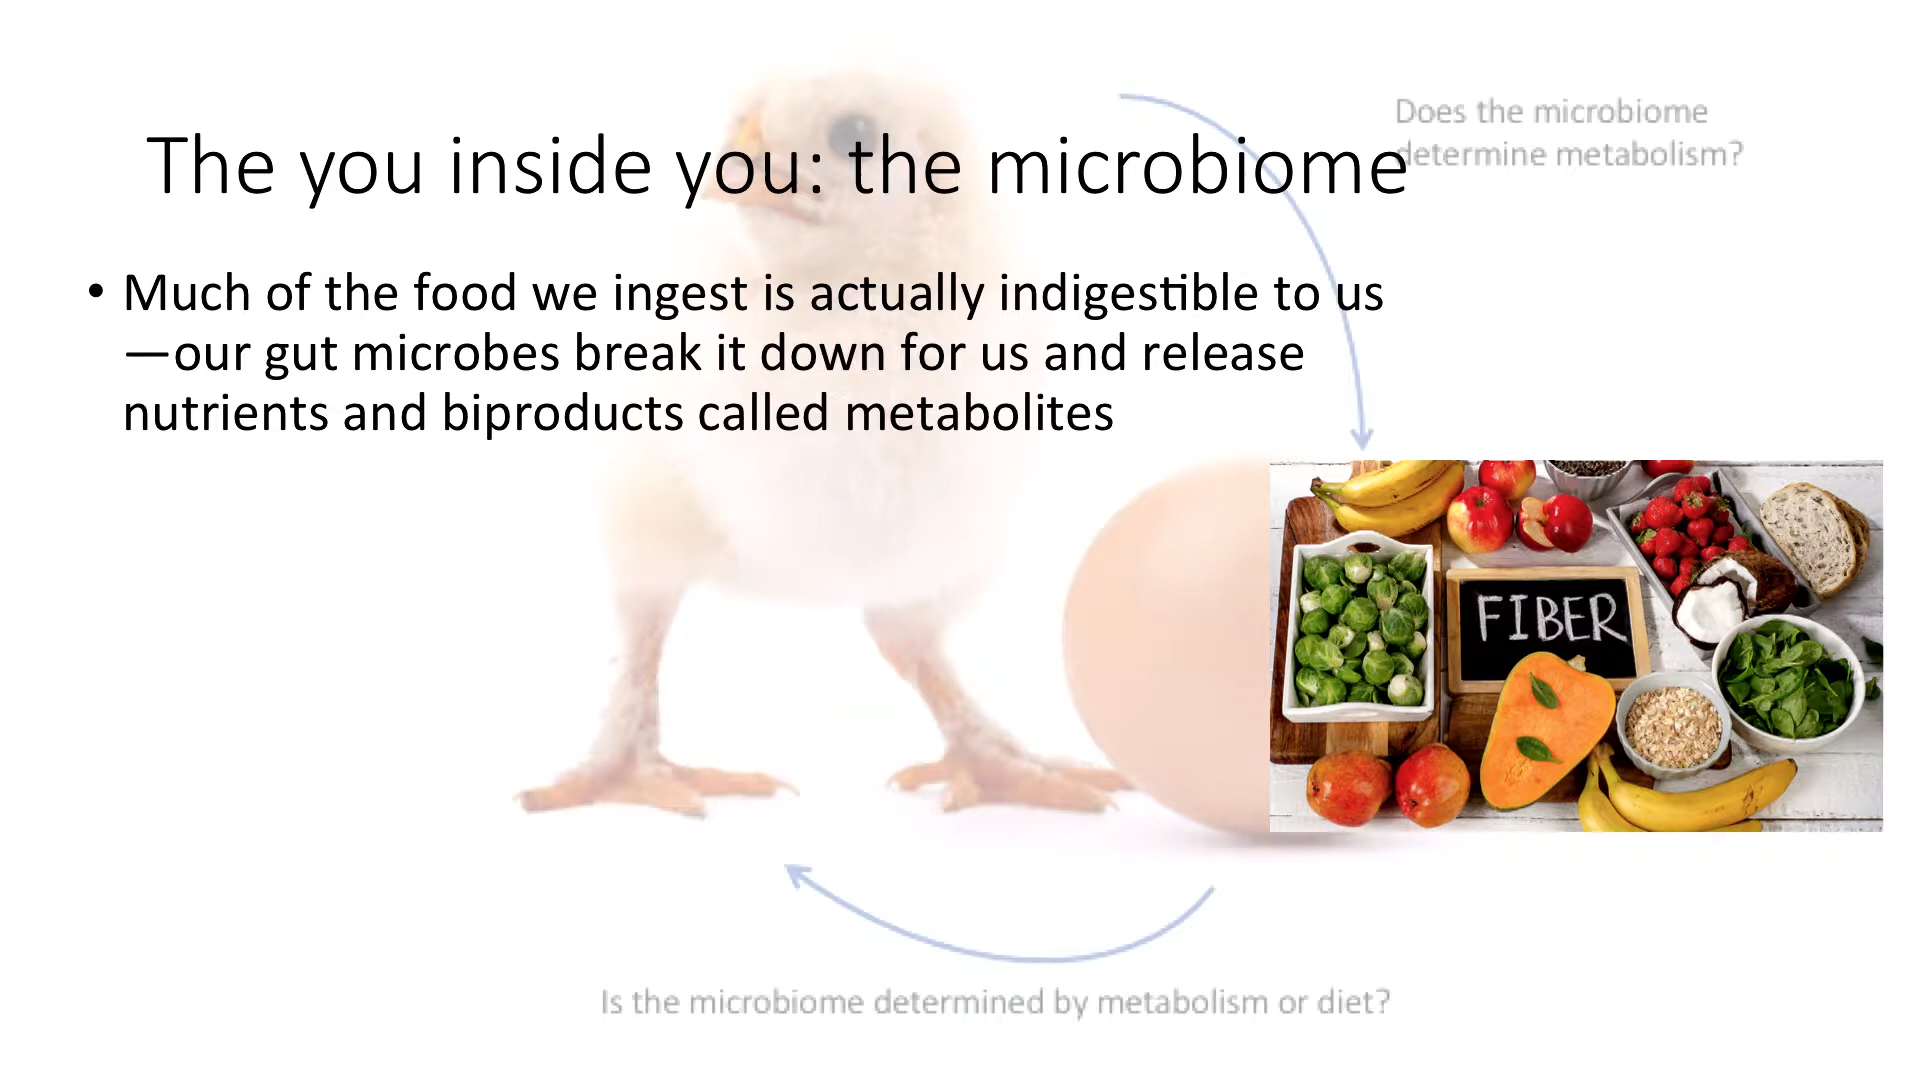 Does the microbiome
determine metabolism?
The you inside you: the microbiome
• Much of the food we ingest is actually indigestible to us
—our gut microbes break it down for us and release
nutrients and biproducts called metabolites
FIBER
Is the microbiome determined by metabolism or diet?